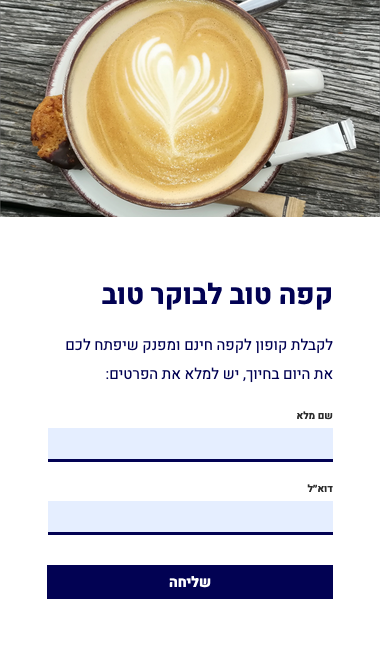 קפה טוב לבוקר טוב
לקבלת קופון לקפה חינם ומפנק שיפתח לכם
את היום בחיוך, יש למלא את הפרטים:
שם מלא
דוא״ל
שליחה